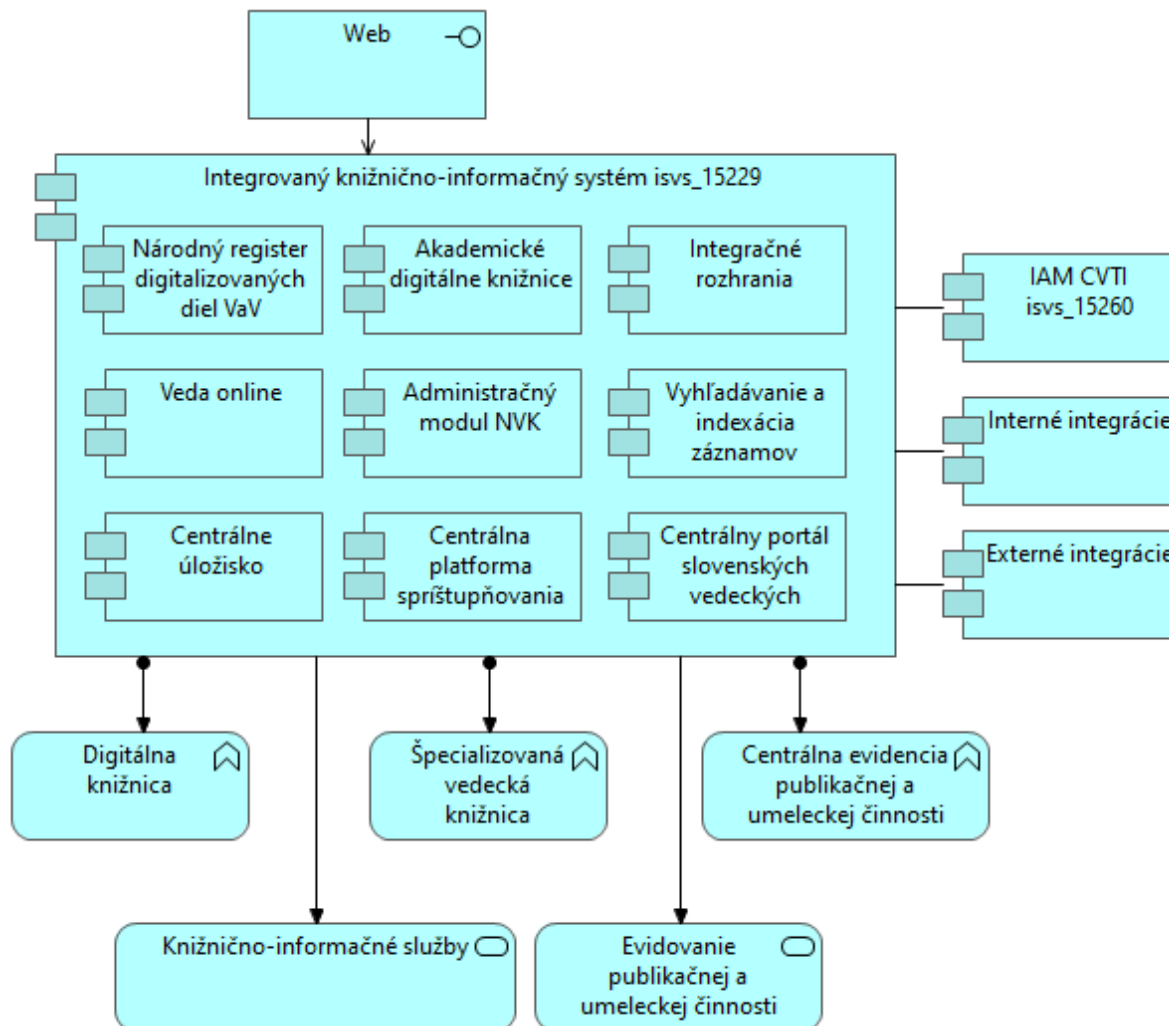 Web
Integrovaný knižnično-informačný systém isvs_15229
Národný register
digitalizovaných
diel VaV
Akademické
digitálne knižnice
Integračné
rozhrania
IAM CVTI
isvs_15260
Veda online
Administračný
modul NVK
Vyhľadávanie a
indexácia
záznamov
Interné integrácie
Centrálne
úložisko
Centrálna
platforma
sprístupňovania
Centrálny portál
slovenských
vedeckých
Externé integrácie
Digitálna
knižnica
Špecializovaná
vedecká
knižnica
Centrálna evidencia
publikačnej a
umeleckej činnosti
Knižnično-informačné služby
Evidovanie
publikačnej a
umeleckej činnosti